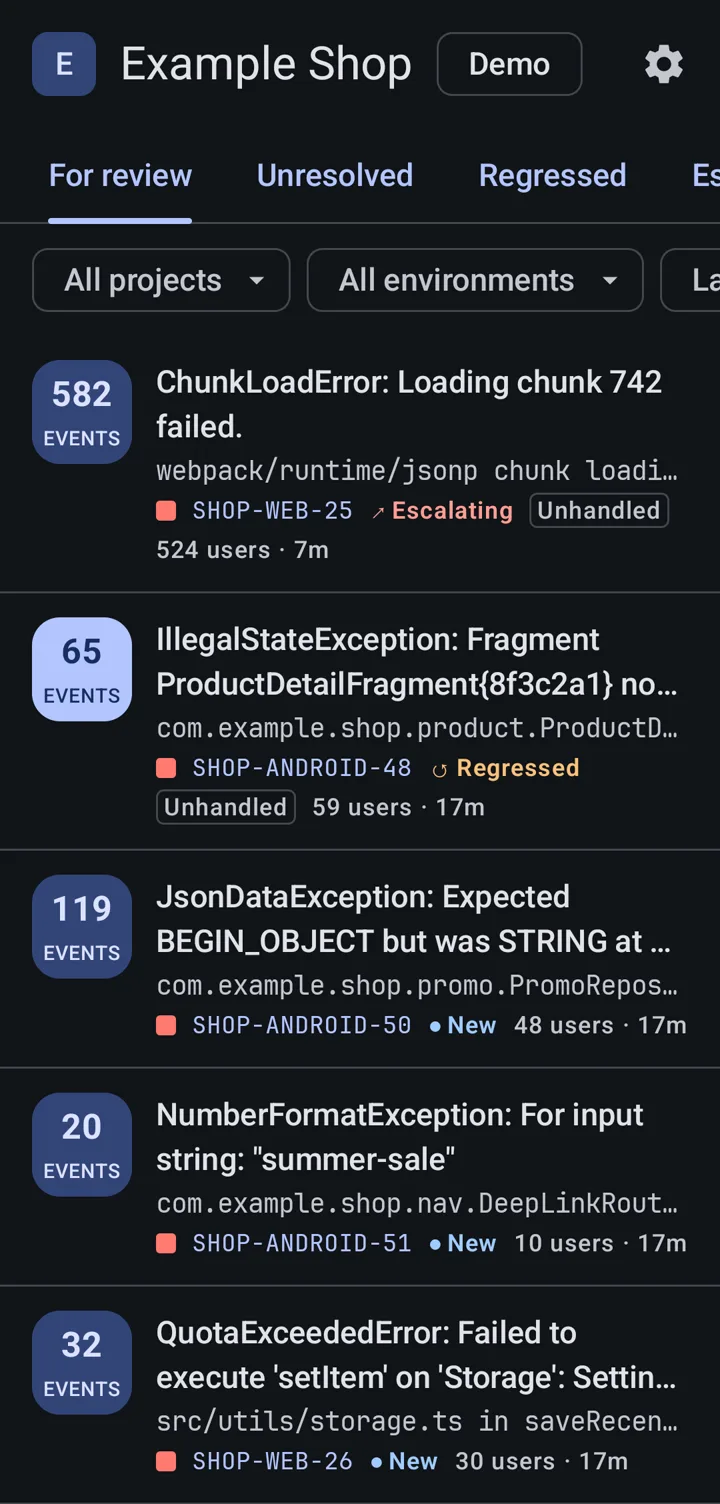 E Example Shop Demo
For review Unresolved Regressed Es
All projects All environments La
582 EVENTS
ChunkLoadError: Loading chunk 742
failed.
webpack/runtime/jsonp chunk loadi…
SHOP-WEB-25 ↗ Escalating Unhandled
524 users · 7m
65 EVENTS
IllegalStateException: Fragment
ProductDetailFragment{8f3c2a1} no…
com.example.shop.product.ProductD…
SHOP-ANDROID-48 ↺ Regressed
Unhandled 59 users · 17m
119 EVENTS
JsonDataException: Expected
BEGIN_OBJECT but was STRING at …
com.example.shop.promo.PromoRepos…
SHOP-ANDROID-50 ● New 48 users · 17m
20 EVENTS
NumberFormatException: For input
string: "summer-sale"
com.example.shop.nav.DeepLinkRout…
SHOP-ANDROID-51 ● New 10 users · 17m
32 EVENTS
QuotaExceededError: Failed to
execute 'setItem' on 'Storage': Settin…
src/utils/storage.ts in saveRecen…
SHOP-WEB-26 ● New 30 users · 17m